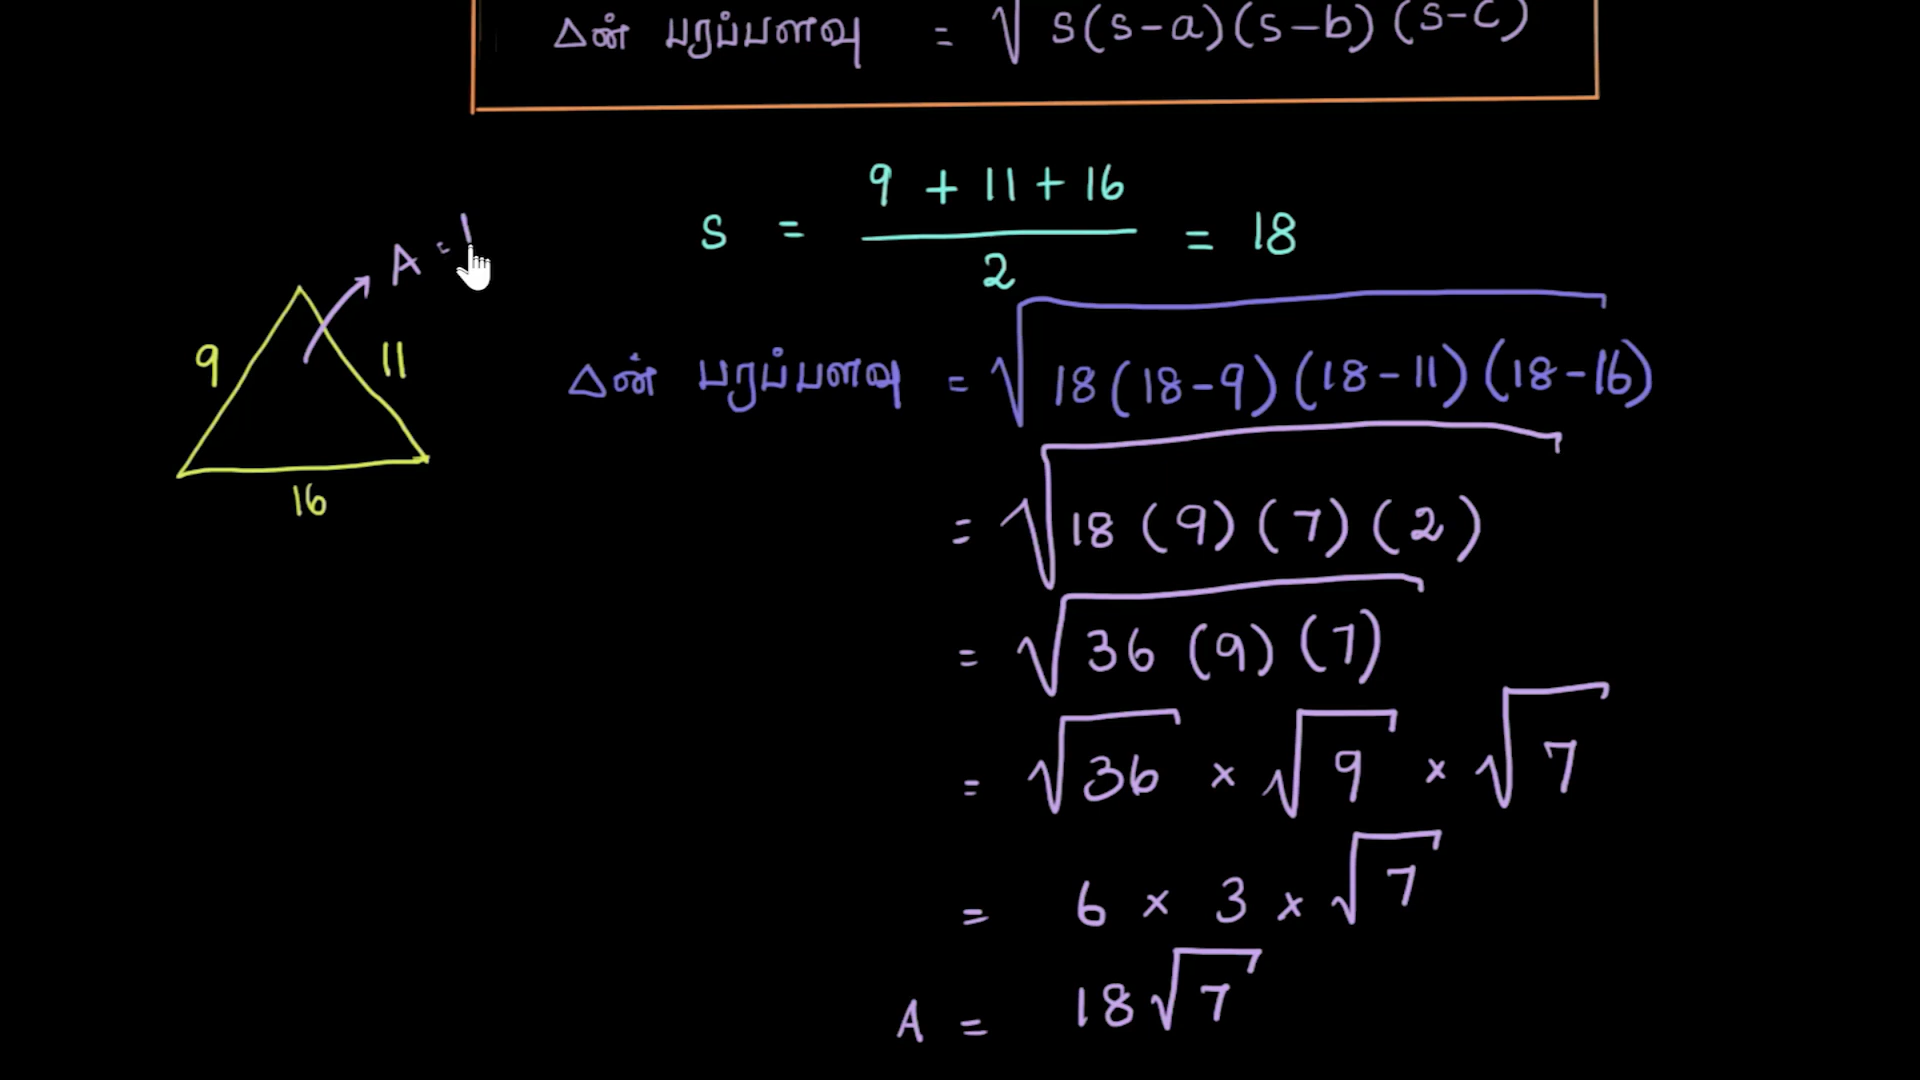 Δன் பரப்பளவு = √s(s-a)(s-b)(s-c)
s = 9 + 11 + 16 / 2 = 18
A = 1
9
11
16
Δன் பரப்பளவு = √18(18-9)(18-11)(18-16)
= √18(9)(7)(2)
= √36(9)(7)
= √36 × √9 × √7
= 6 × 3 × √7
A = 18√7